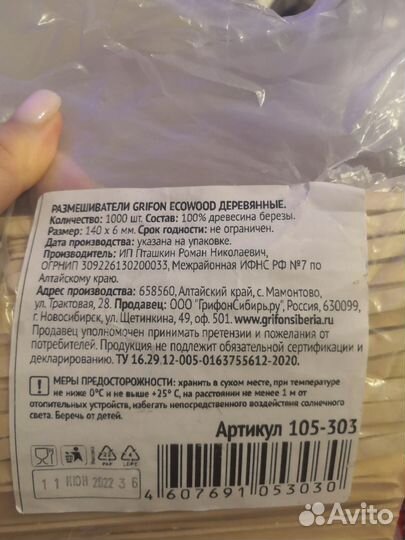 РАЗМЕШИВАТЕЛИ GRIFON ECOWOOD ДЕРЕВЯННЫЕ.
Количество: 1000 шт. Состав: 100% древесина березы.
Размер: 140 х 6 мм. Срок годности: не ограничен.
Дата производства: указана на упаковке.
Производитель: ИП Пташкин Роман Николаевич,
ОГРНИП 309226130200033, Межрайонная ИФНС РФ №7 по
Алтайскому краю.
Адрес производства: 658560, Алтайский край, с. Мамонтово,
ул. Трактовая, 28. Продавец: ООО "ГрифонСибирь.ру", Россия, 630099,
г. Новосибирск, ул. Щетинкина, 49, оф. 501. www.grifonsiberia.ru
Продавец уполномочен принимать претензии и пожелания от
потребителей. Продукция не подлежит обязательной сертификации и
декларированию. ТУ 16.29.12-005-0163755612-2020.
МЕРЫ ПРЕДОСТОРОЖНОСТИ: хранить в сухом месте, при температуре
не ниже 0°С и не выше +25° С, на расстоянии не менее 1 м от
отопительных устройств, избегать непосредственного воздействия солнечного
света. Беречь от детей.
Артикул 105-303
PAP LDPE
11 ИЮН 2022 36
4 607691 053030
Avito